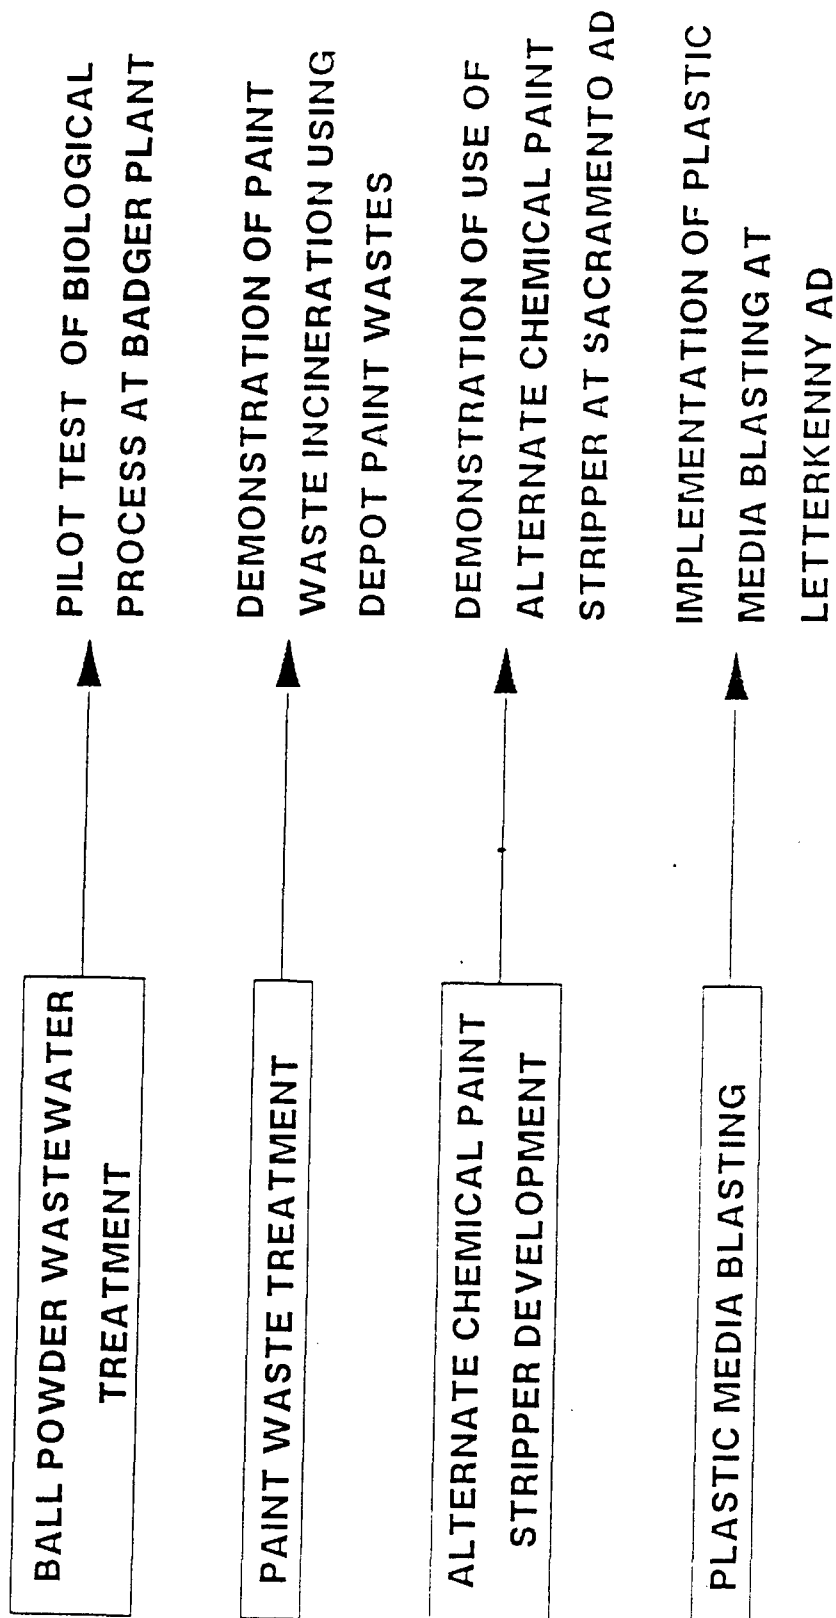 BALL POWDER WASTEWATER
TREATMENT
PILOT TEST OF BIOLOGICAL
PROCESS AT BADGER PLANT
PAINT WASTE TREATMENT
DEMONSTRATION OF PAINT
WASTE INCINERATION USING
DEPOT PAINT WASTES
ALTERNATE CHEMICAL PAINT
STRIPPER DEVELOPMENT
DEMONSTRATION OF USE OF
ALTERNATE CHEMICAL PAINT
STRIPPER AT SACRAMENTO AD
PLASTIC MEDIA BLASTING
IMPLEMENTATION OF PLASTIC
MEDIA BLASTING AT
LETTERKENNY AD